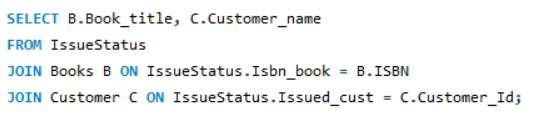 SELECT B.Book_title, C.Customer_name
FROM IssueStatus
JOIN Books B ON IssueStatus.Isbn_book = B.ISBN
JOIN Customer C ON IssueStatus.Issued_cust = C.Customer_Id;